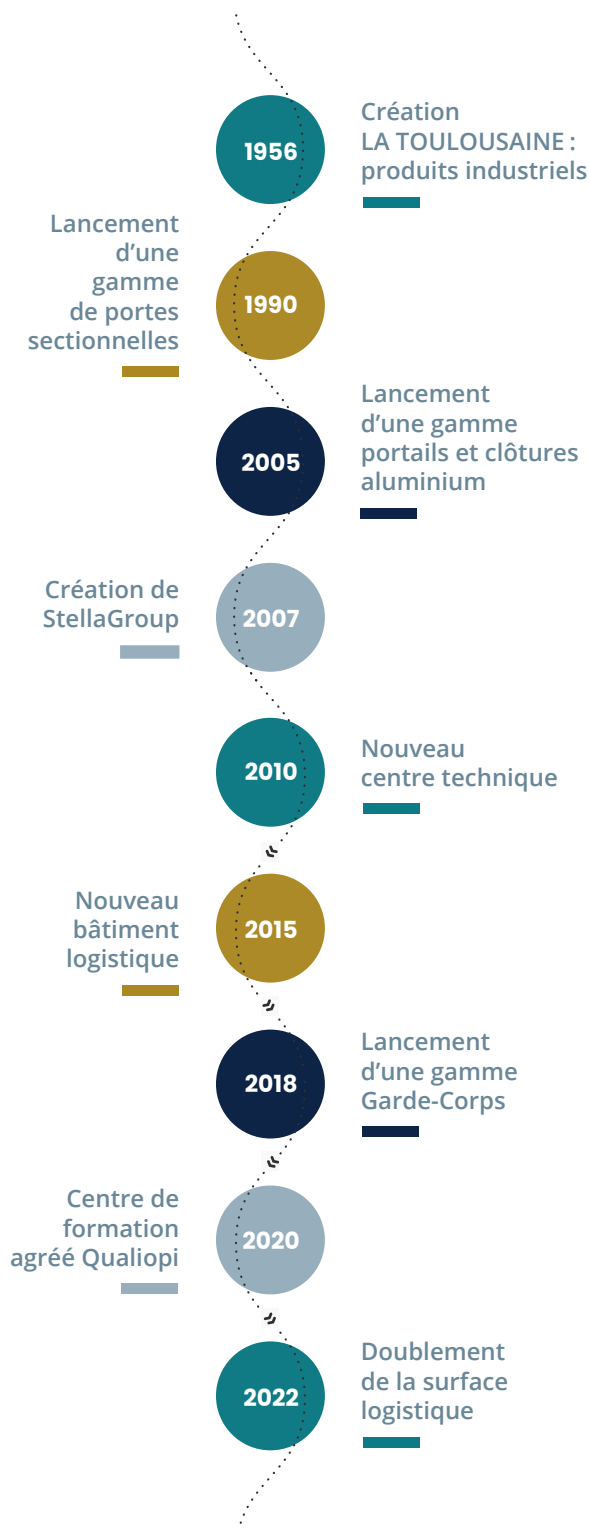 1956
Création
LA TOULOUSAINE :
produits industriels
Lancement
d’une
gamme
de portes
sectionnelles
1990
Lancement
d’une gamme
portails et clôtures
aluminium
2005
Création de
StellaGroup
2007
2010
Nouveau
centre technique
Nouveau
bâtiment
logistique
2015
2018
Lancement
d’une gamme
Garde-Corps
Centre de
formation
agréé Qualiopi
2020
2022
Doublement
de la surface
logistique